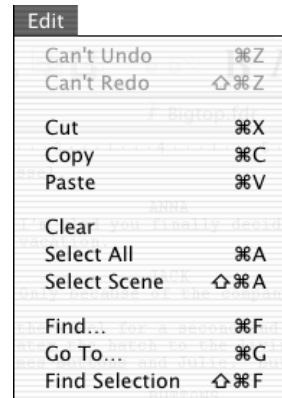 Edit
Can't Undo ⌘Z
Can't Redo ⇧⌘Z
Cut ⌘X
Copy ⌘C
Paste ⌘V
Clear
Select All ⌘A
Select Scene ⇧⌘A
Find... ⌘F
Go To... ⌘G
Find Selection ⇧⌘F